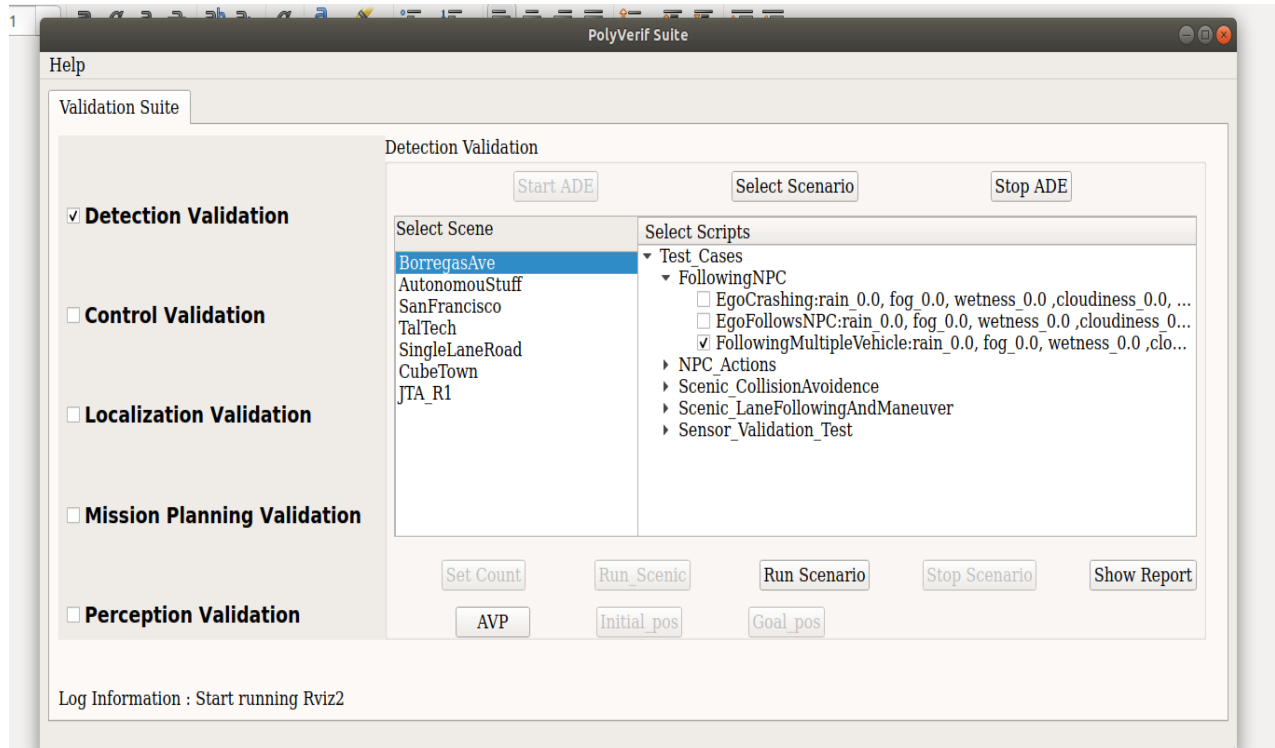 1
PolyVerif Suite
Help
Validation Suite
Detection Validation
Control Validation
Localization Validation
Mission Planning Validation
Perception Validation
Detection Validation
Start ADE
Select Scenario
Stop ADE
Select Scene
BorregasAve
AutonomouStuff
SanFrancisco
TalTech
SingleLaneRoad
CubeTown
JTA_R1
Select Scripts
Test_Cases
FollowingNPC
EgoCrashing:rain_0.0, fog_0.0, wetness_0.0 ,cloudiness_0.0, ...
EgoFollowsNPC:rain_0.0, fog_0.0, wetness_0.0 ,cloudiness_0...
FollowingMultipleVehicle:rain_0.0, fog_0.0, wetness_0.0 ,clo...
NPC_Actions
Scenic_CollisionAvoidence
Scenic_LaneFollowingAndManeuver
Sensor_Validation_Test
Set Count
Run_Scenic
Run Scenario
Stop Scenario
Show Report
AVP
Initial_pos
Goal_pos
Log Information : Start running Rviz2